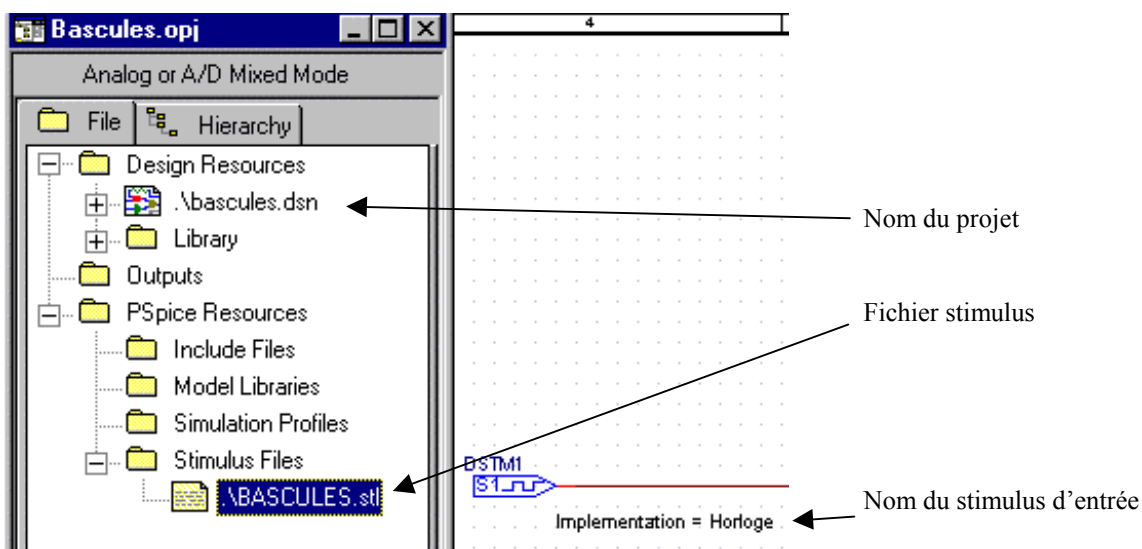 Bascules.opj
Analog or A/D Mixed Mode
File
Hierarchy
Design Resources
.\bascules.dsn
Library
Outputs
PSpice Resources
Include Files
Model Libraries
Simulation Profiles
Stimulus Files
.\BASCULES.stl
4
DSTM1
S1
Implementation = Horloge
Nom du projet
Fichier stimulus
Nom du stimulus d’entrée